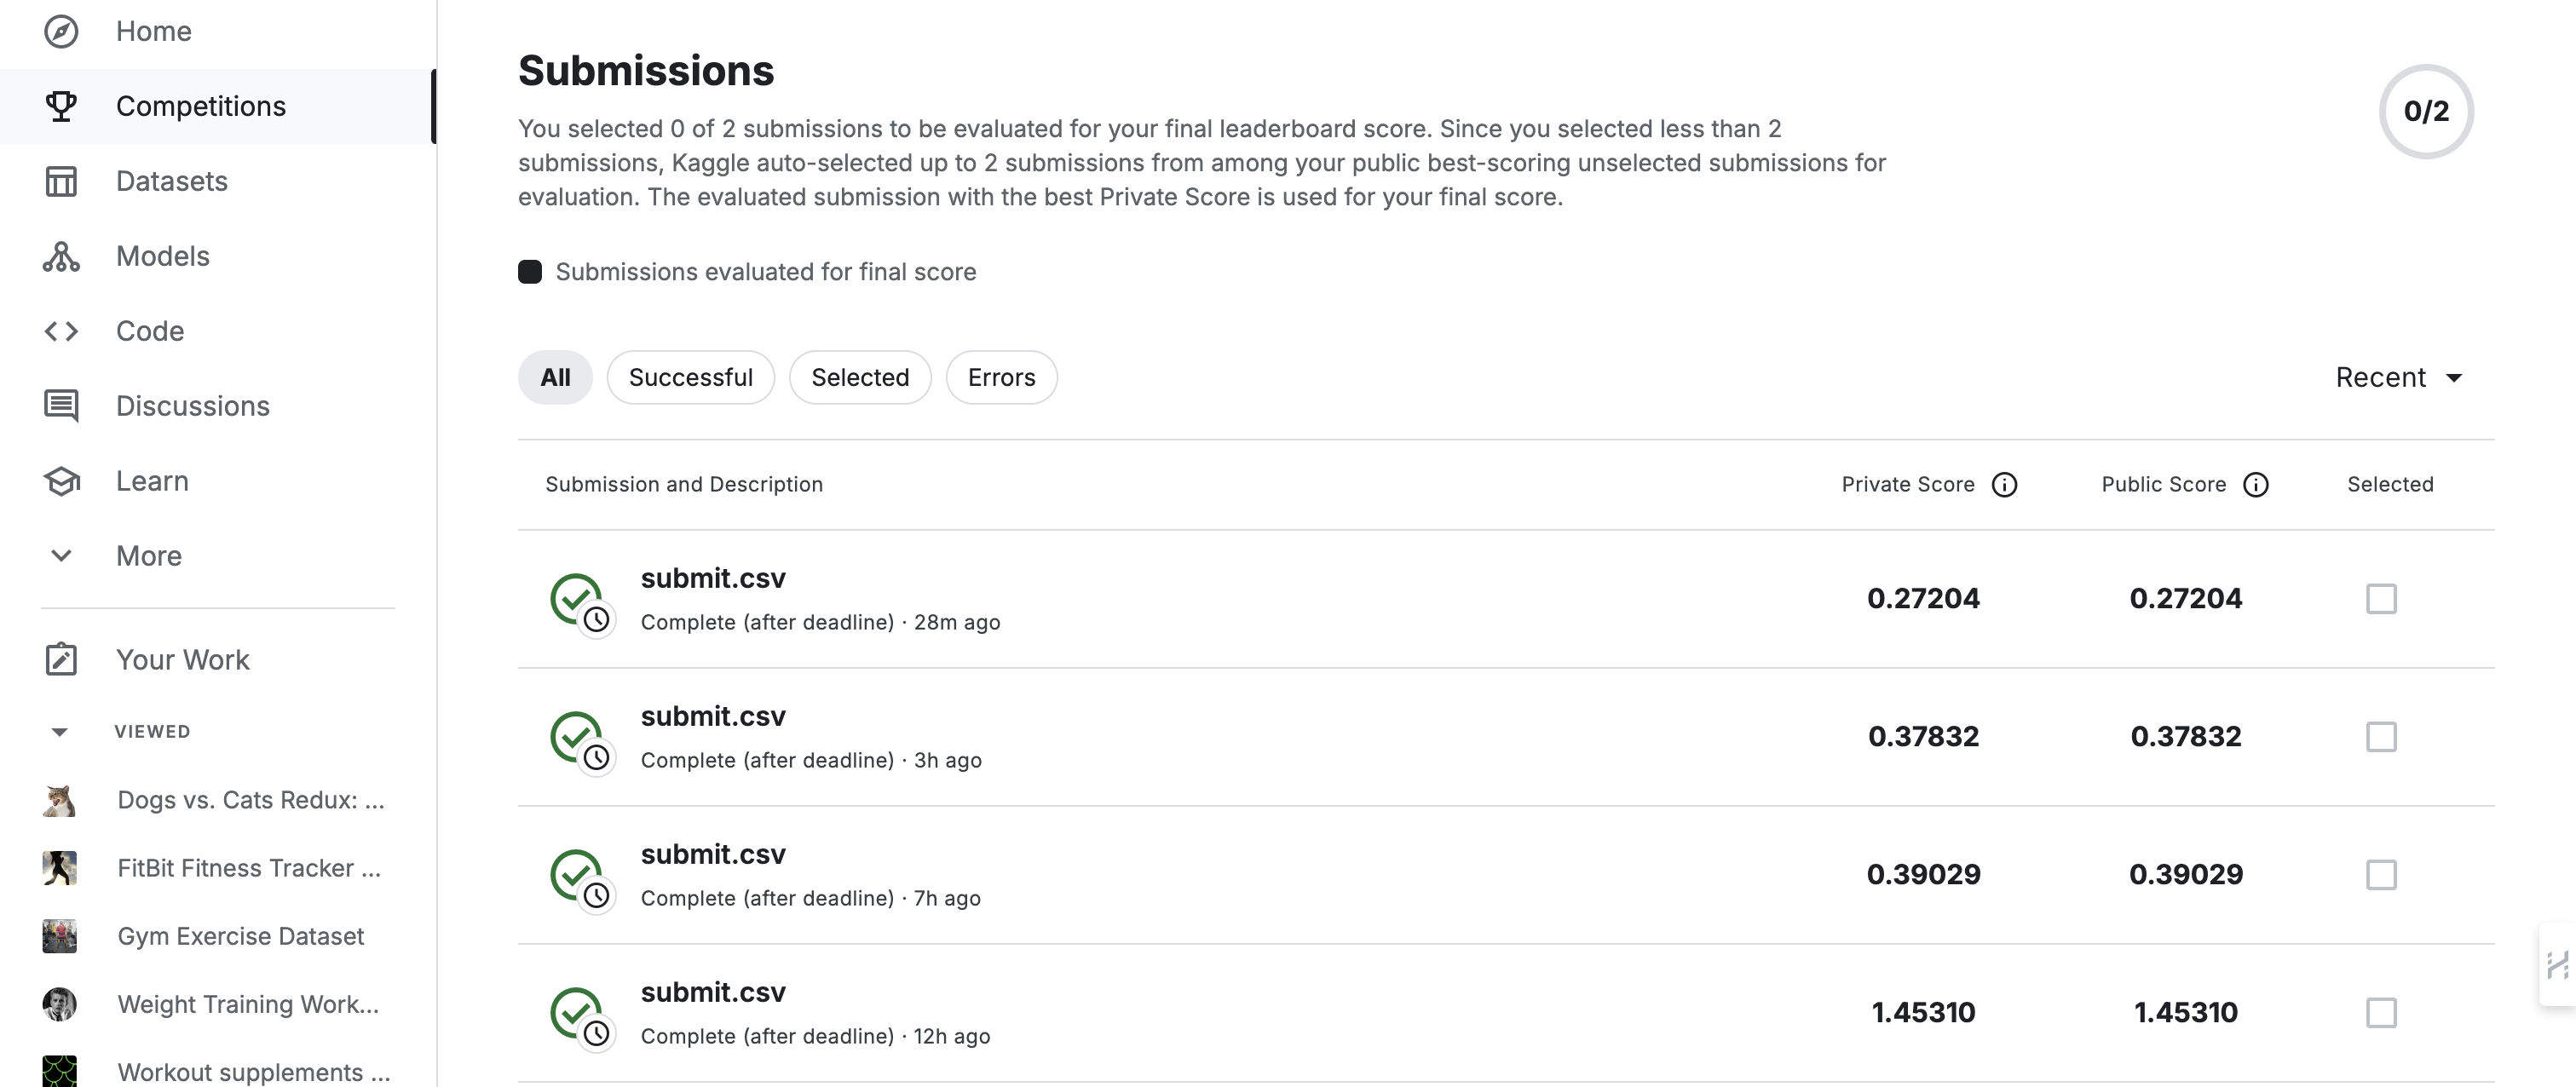 Home
Competitions
Datasets
Models
Code
Discussions
Learn
More
Your Work
VIEWED
Dogs vs. Cats Redux: ...
FitBit Fitness Tracker ...
Gym Exercise Dataset
Weight Training Work...
Workout supplements ...
Submissions
You selected 0 of 2 submissions to be evaluated for your final leaderboard score. Since you selected less than 2
submissions, Kaggle auto-selected up to 2 submissions from among your public best-scoring unselected submissions for
evaluation. The evaluated submission with the best Private Score is used for your final score.
0/2
Submissions evaluated for final score
All Successful Selected Errors Recent
Submission and Description Private Score Public Score Selected
submit.csv
Complete (after deadline) · 28m ago
0.27204 0.27204
submit.csv
Complete (after deadline) · 3h ago
0.37832 0.37832
submit.csv
Complete (after deadline) · 7h ago
0.39029 0.39029
submit.csv
Complete (after deadline) · 12h ago
1.45310 1.45310